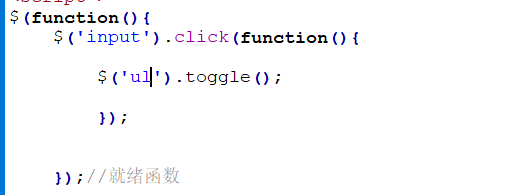 $(function(){
$('input').click(function(){
$('ul').toggle();
});
});//就绪函数